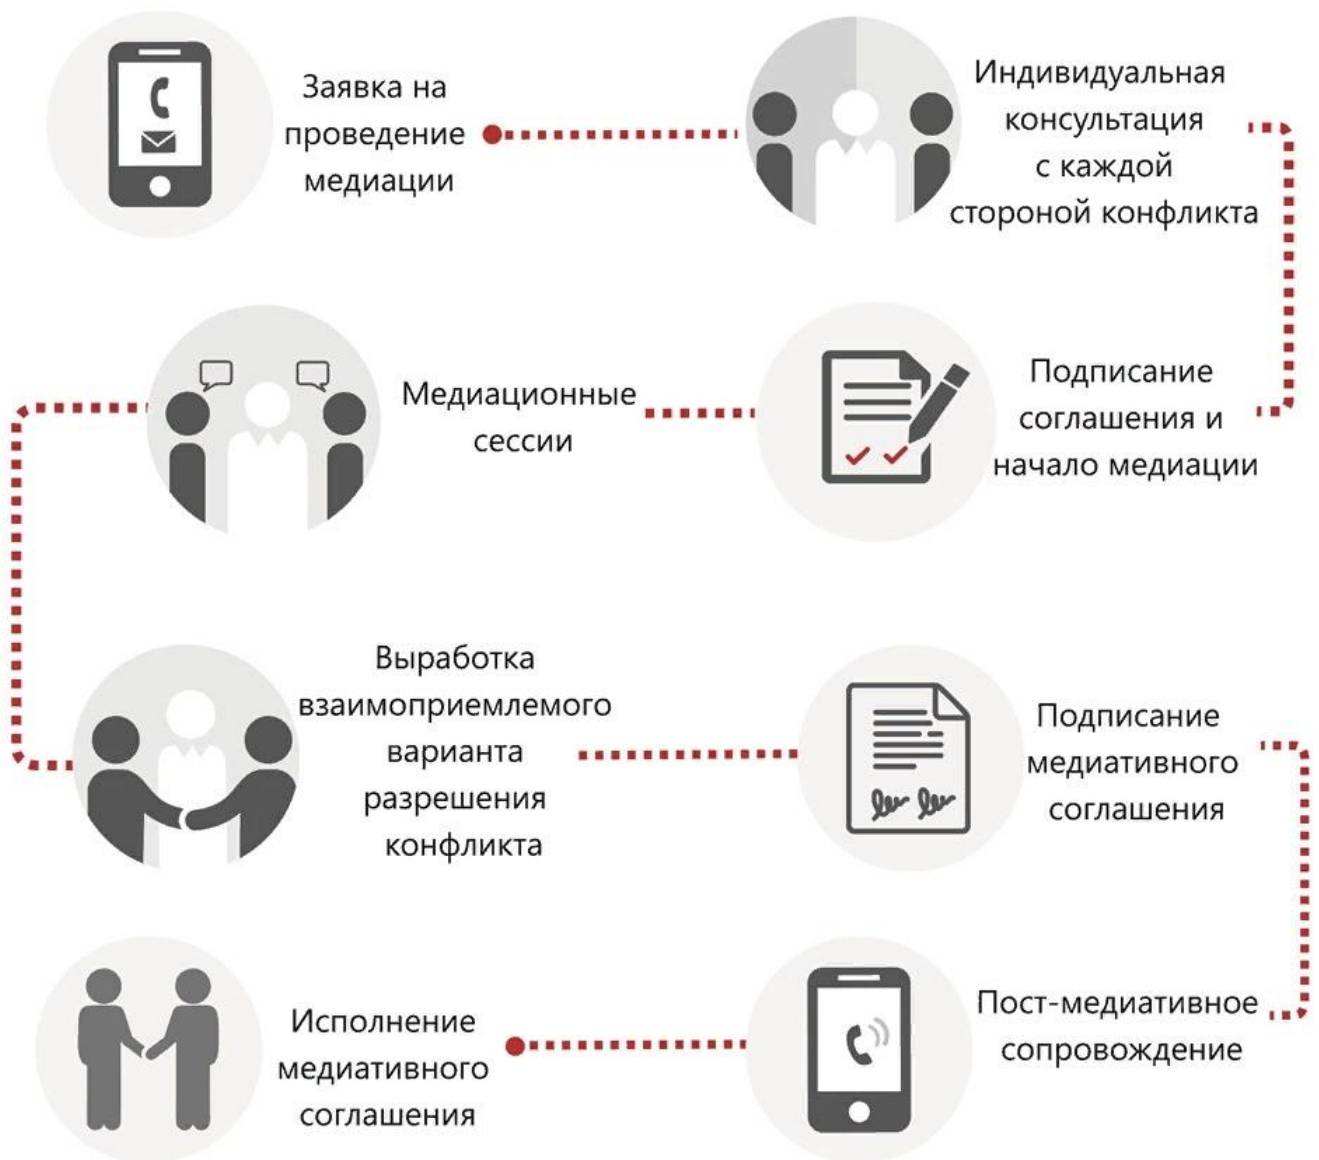 Заявка на
проведение
медиации
Индивидуальная
консультация
с каждой
стороной конфликта
Подписание
соглашения и
начало медиации
Медиационные
сессии
Выработка
взаимоприемлемого
варианта
разрешения
конфликта
Подписание
медиативного
соглашения
Пост-медиативное
сопровождение
Исполнение
медиативного
соглашения